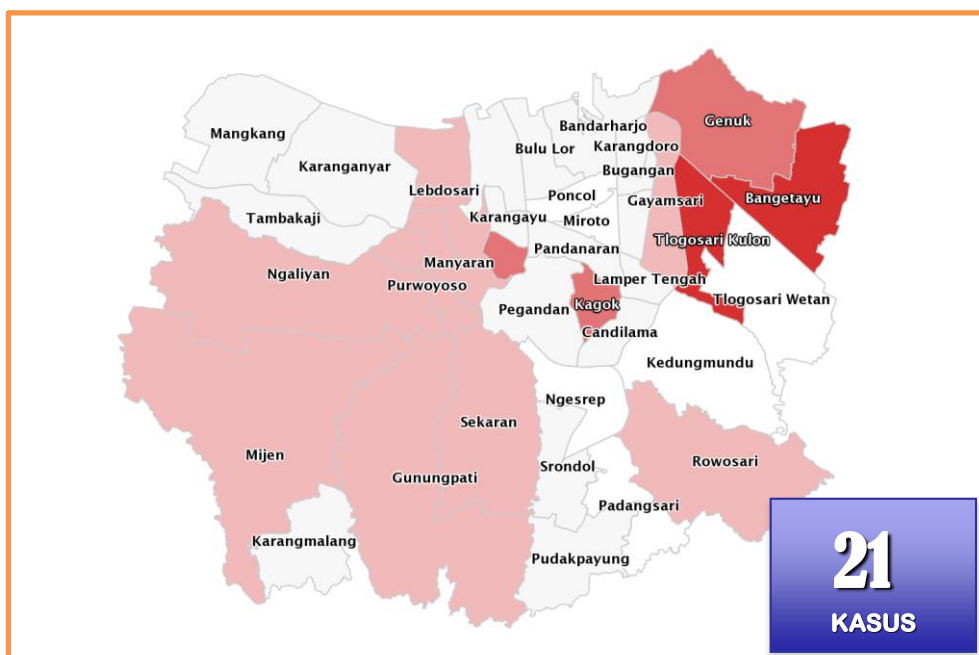 Mangkang
Karanganyar
Tambakaji
Lebdosari
Bulu Lor
Bandarharjo
Karangdoro
Bugangan
Genuk
Bangetayu
Poncol
Gayamsari
Karangayu
Miroto
Pandanaran
Tlogosari Kulon
Ngaliyan
Manyaran
Purwoyoso
Lamper Tengah
Tlogosari Wetan
Pegandan
Kagok
Candilama
Kedungmundu
Ngesrep
Sekaran
Mijen
Gunungpati
Srondol
Rowosari
Padangsari
Karangmalang
Pudakpayung
21
KASUS